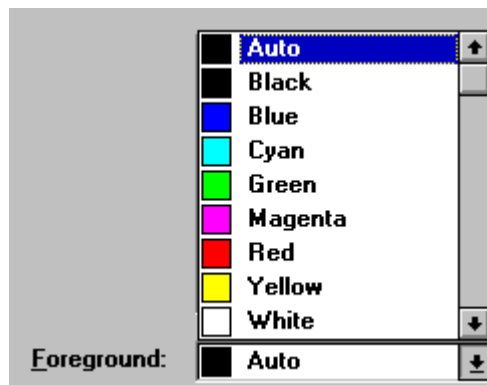 Auto
Black
Blue
Cyan
Green
Magenta
Red
Yellow
White
Foreground: Auto